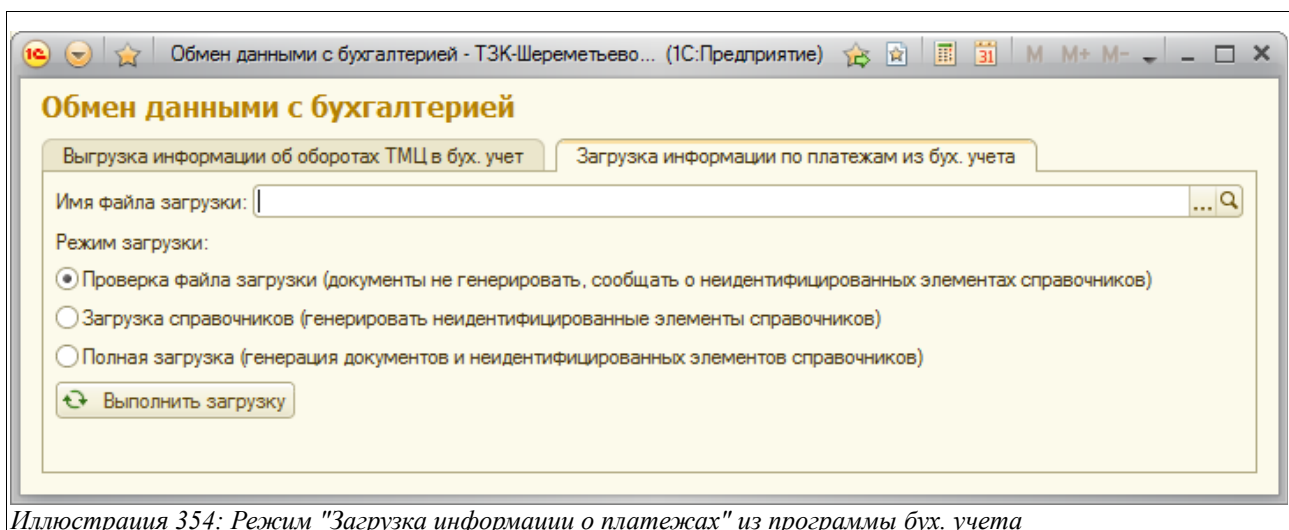 1С Обмен данными с бухгалтерией - ТЗК-Шереметьево... (1С:Предприятие) 31 M M+ M-
Обмен данными с бухгалтерией
Выгрузка информации об оборотах ТМЦ в бух. учет Загрузка информации по платежам из бух. учета
Имя файла загрузки: ...
Режим загрузки:
Проверка файла загрузки (документы не генерировать, сообщать о неидентифицированных элементах справочников)
Загрузка справочников (генерировать неидентифицированные элементы справочников)
Полная загрузка (генерация документов и неидентифицированных элементов справочников)
Выполнить загрузку
Иллюстрация 354: Режим "Загрузка информации о платежах" из программы бух. учета